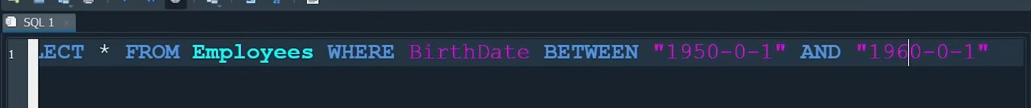 SQL 1
1 LECT * FROM Employees WHERE BirthDate BETWEEN "1950-0-1" AND "1960-0-1"